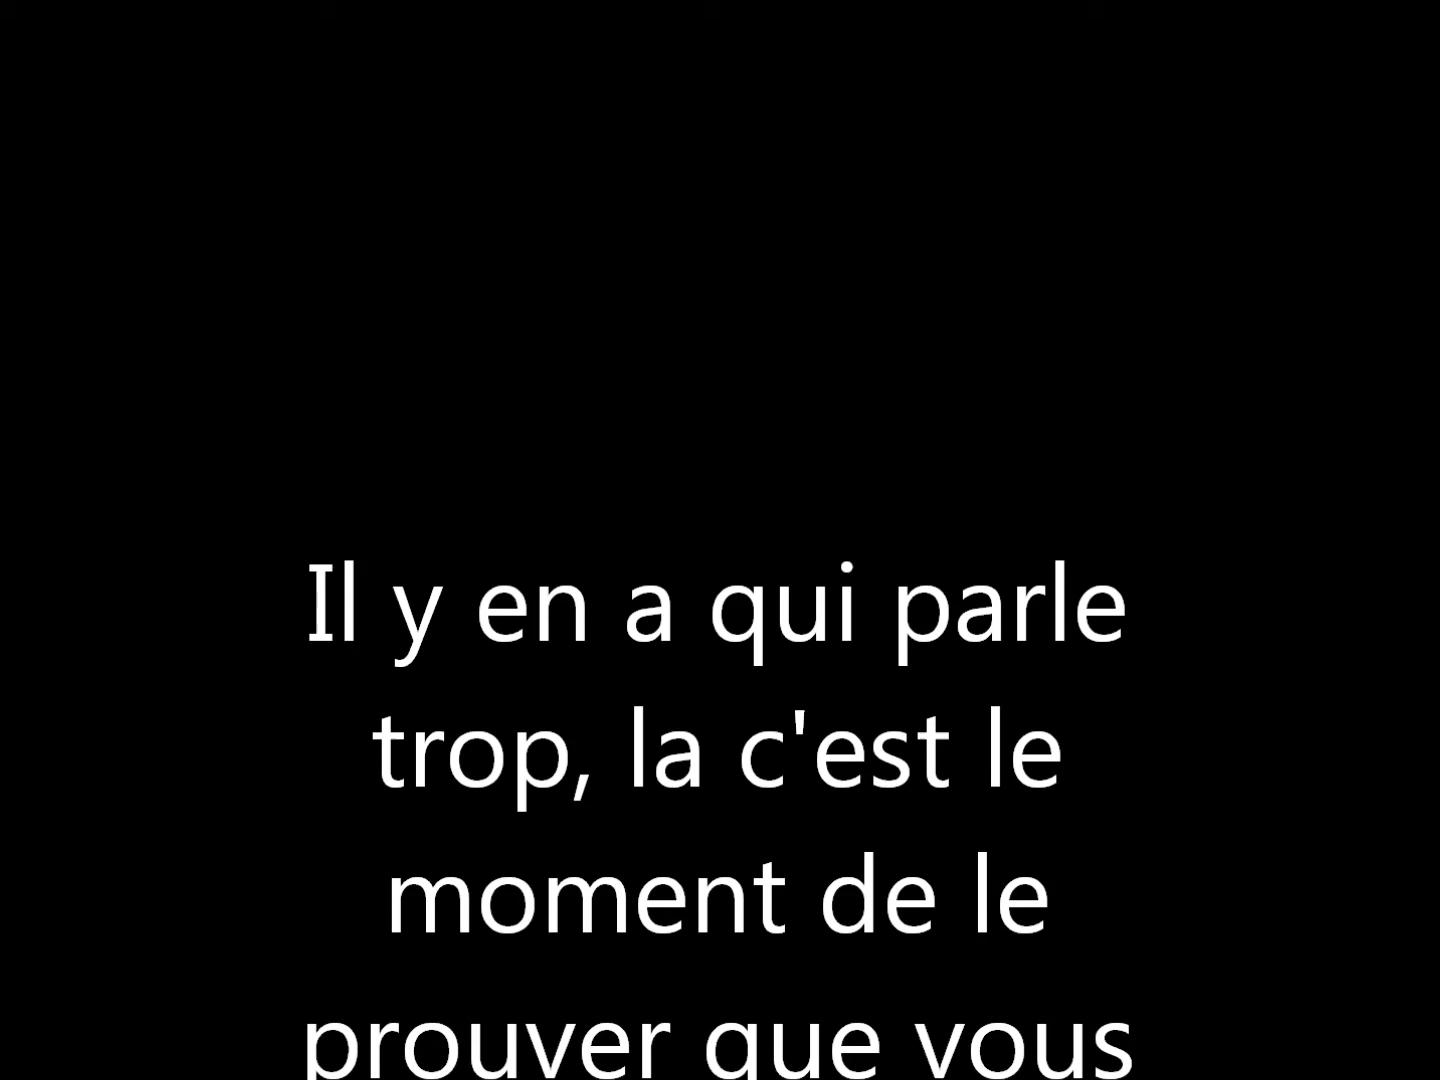 Il y en a qui parle
trop, la c'est le
moment de le
prouver que vous